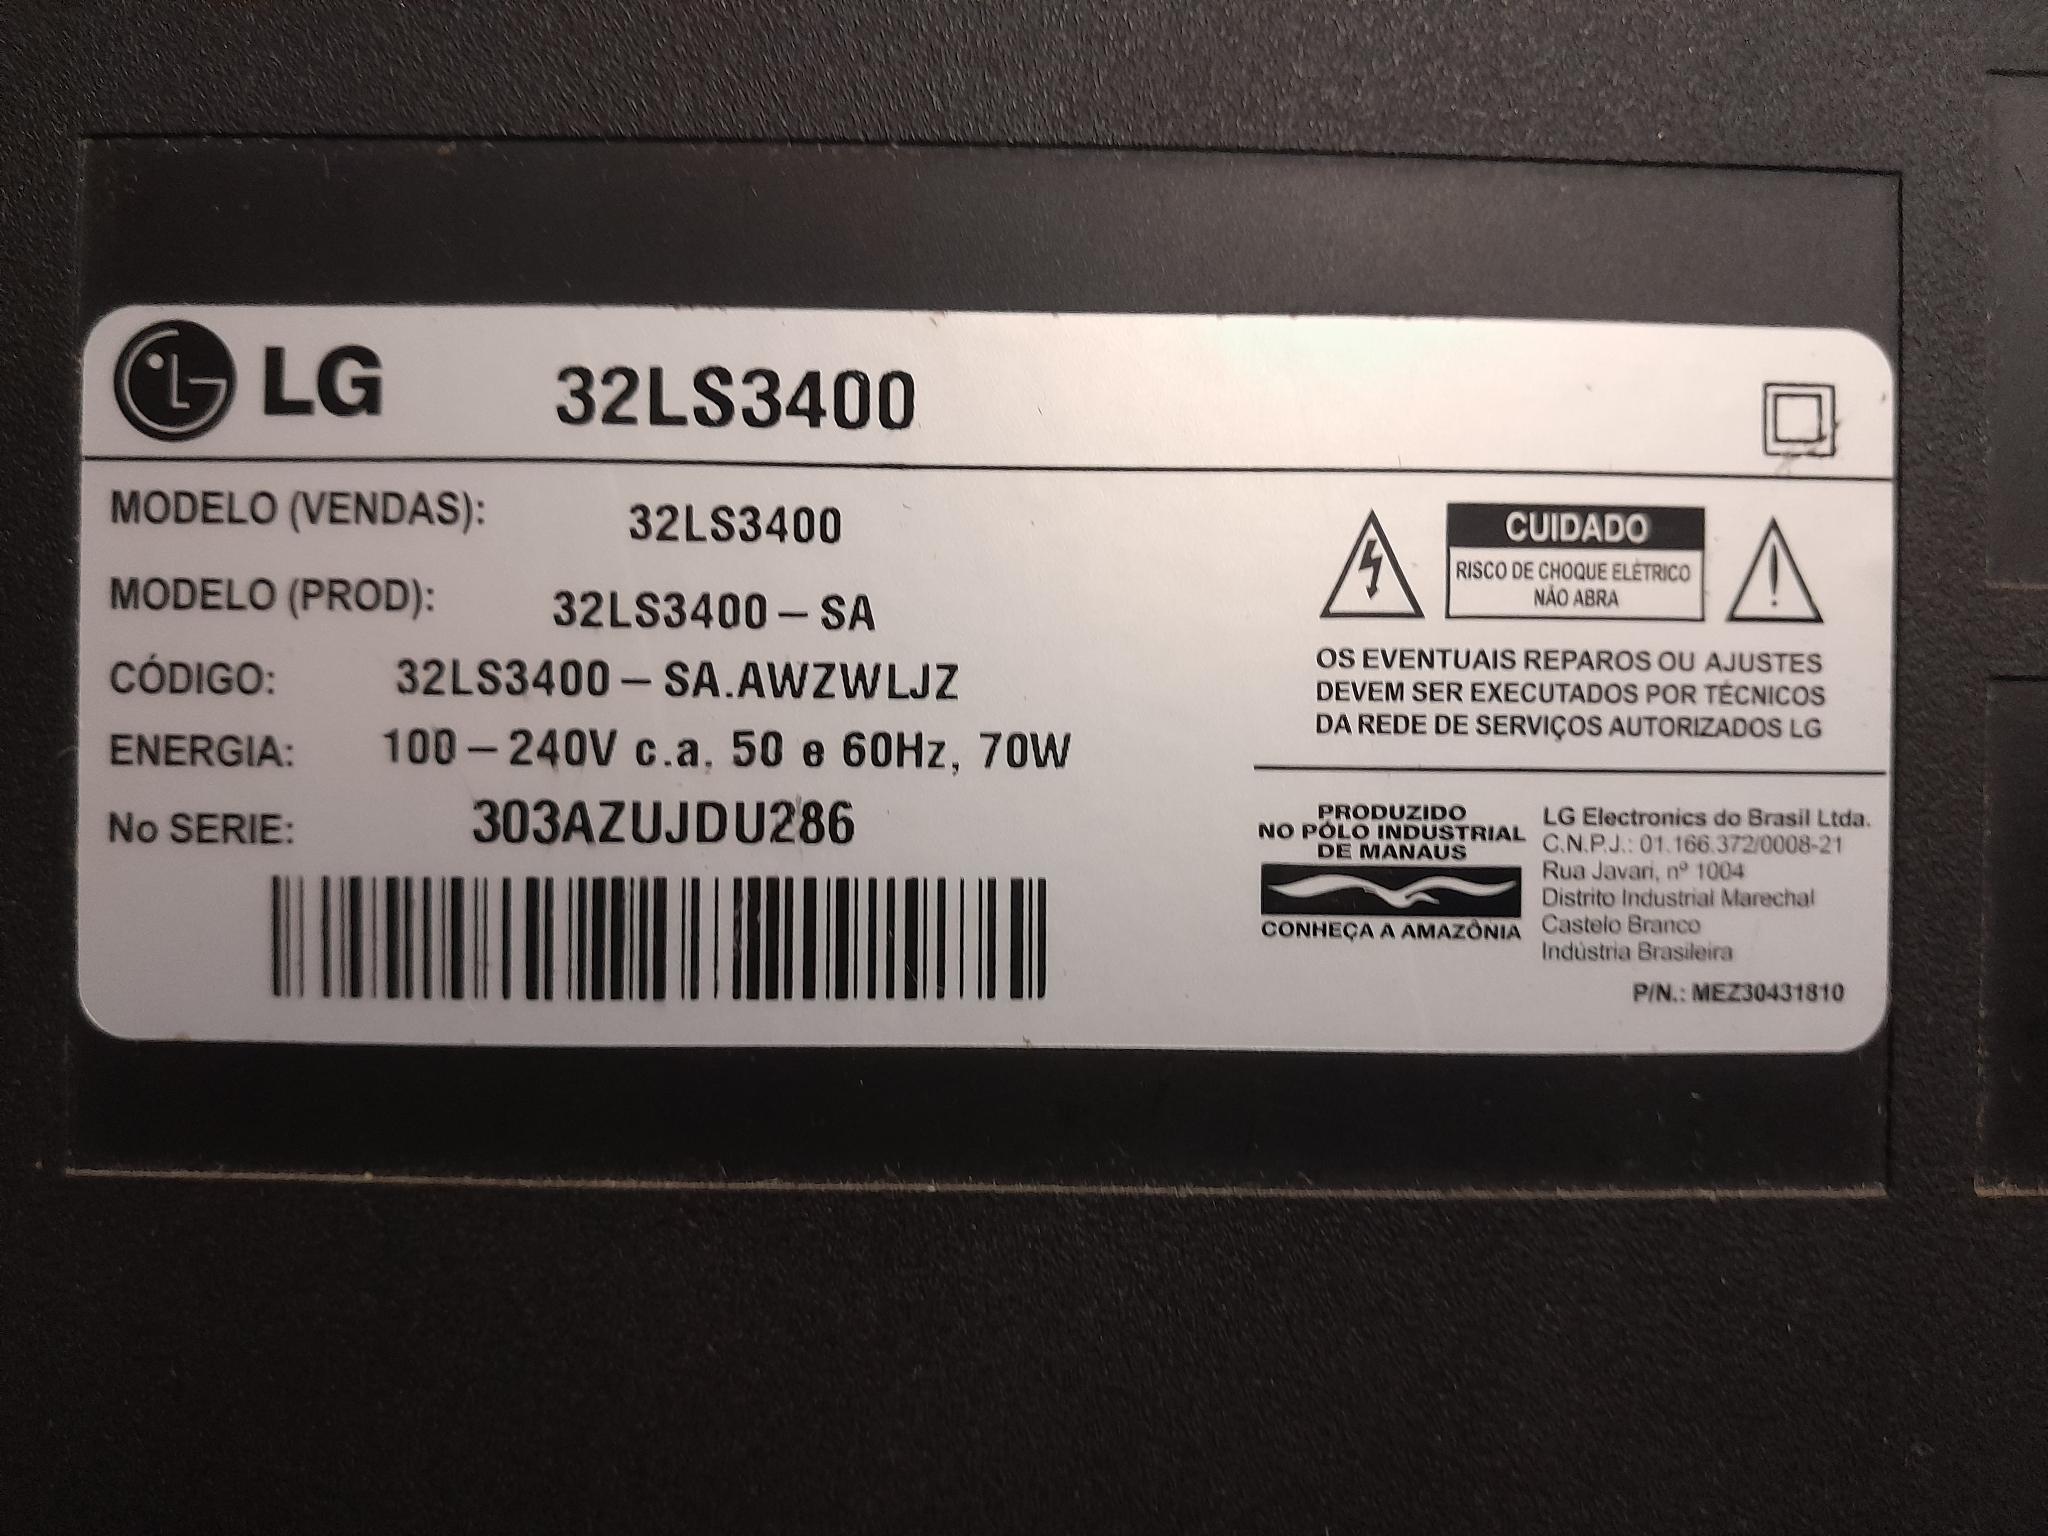 LG 32LS3400
MODELO (VENDAS): 32LS3400
MODELO (PROD): 32LS3400-SA
CÓDIGO: 32LS3400-SA.AWZWLJZ
ENERGIA: 100-240V c.a. 50 e 60Hz, 70W
No SERIE: 303AZUJDU286
CUIDADO
RISCO DE CHOQUE ELÉTRICO
NÃO ABRA
OS EVENTUAIS REPAROS OU AJUSTES
DEVEM SER EXECUTADOS POR TÉCNICOS
DA REDE DE SERVIÇOS AUTORIZADOS LG
PRODUZIDO
NO PÓLO INDUSTRIAL
DE MANAUS
CONHEÇA A AMAZÔNIA
LG Electronics do Brasil Ltda.
C.N.P.J.: 01.166.372/0008-21
Rua Javari, nº 1004
Distrito Industrial Marechal
Castelo Branco
Indústria Brasileira
P/N.: MEZ30431810